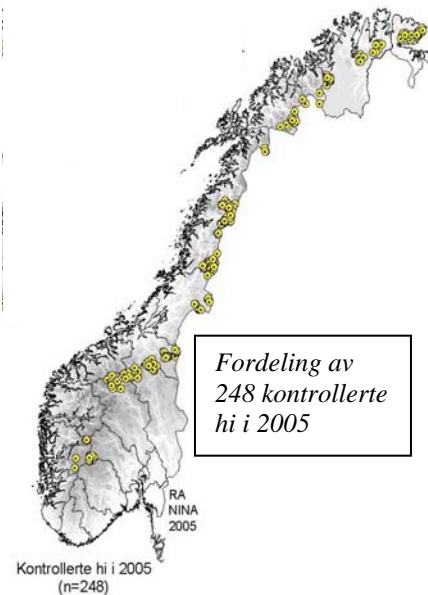 Fordeling av
248 kontrollerte
hi i 2005
RA
NINA
2005
Kontrollerte hi i 2005
(n=248)